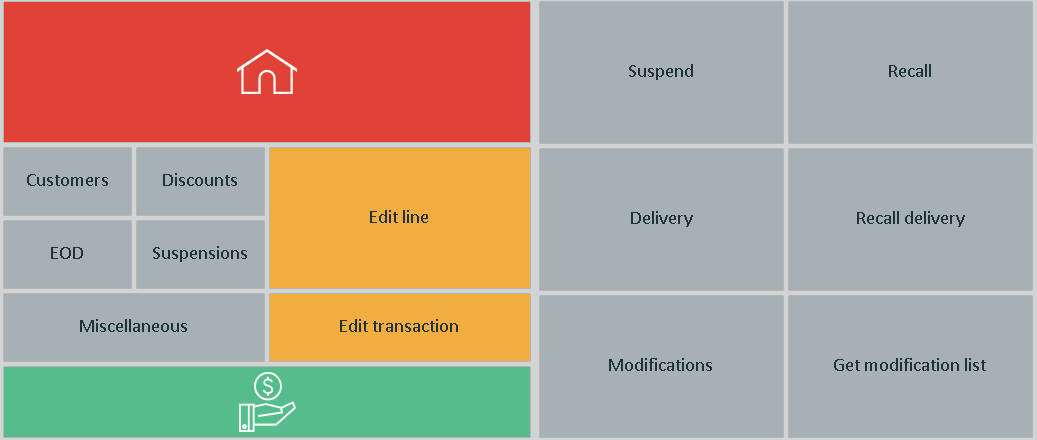 Suspend
Recall
Customers
Discounts
Edit line
EOD
Suspensions
Delivery
Recall delivery
Miscellaneous
Edit transaction
Modifications
Get modification list
$